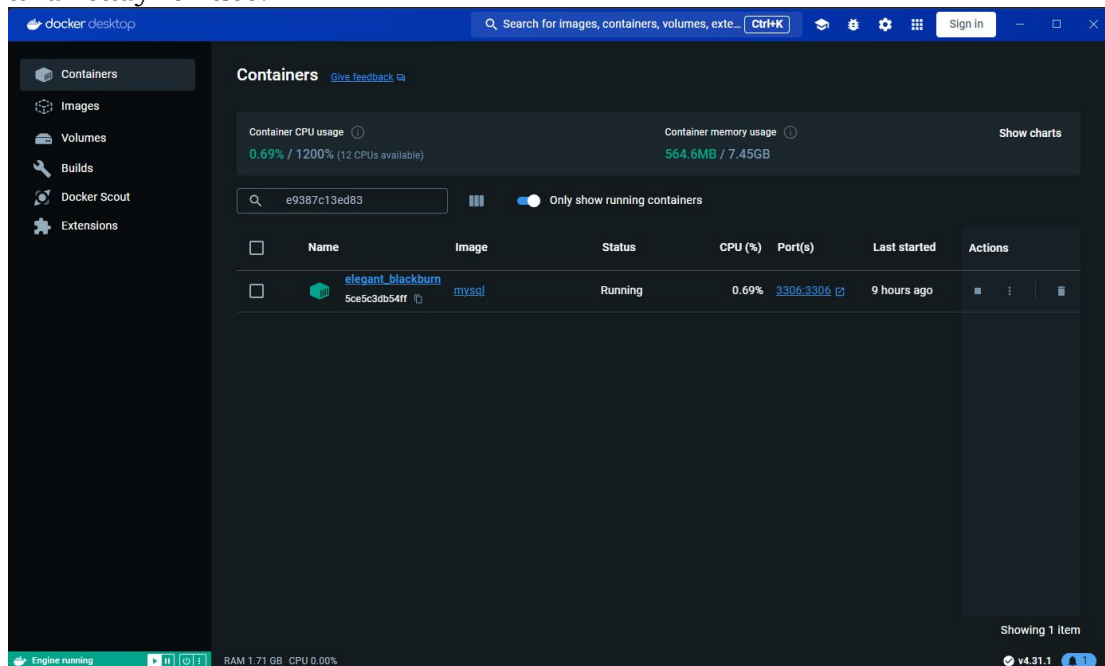 docker desktop
Search for images, containers, volumes, exte... Ctrl+K
Sign in
Containers
Images
Volumes
Builds
Docker Scout
Extensions
Containers Give feedback
Container CPU usage
0.69% / 1200% (12 CPUs available)
Container memory usage
564.6MB / 7.45GB
Show charts
e9387c13ed83
Only show running containers
Name Image Status CPU (%) Port(s) Last started Actions
elegant_blackburn
5ce5c3db54ff
mysql Running 0.69% 3306:3306 9 hours ago
Showing 1 item
Engine running
RAM 1.71 GB CPU 0.00%
v4.31.1
1